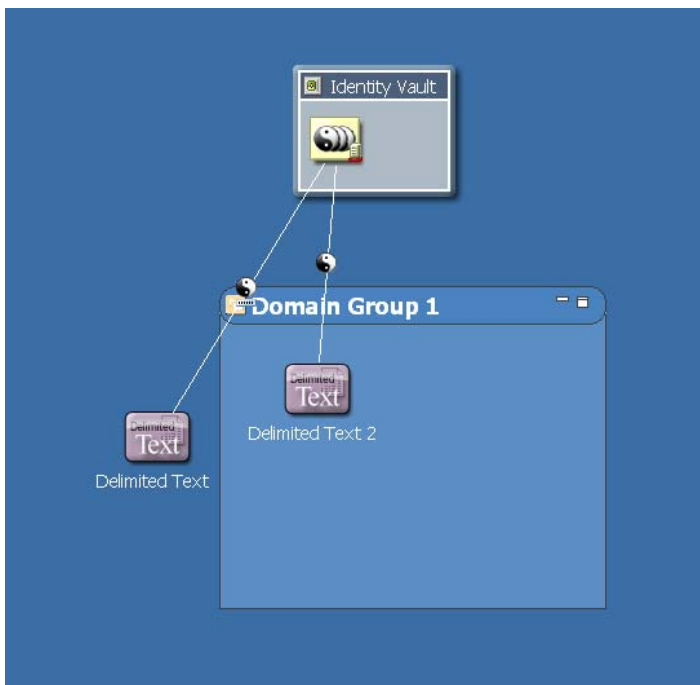 Identity Vault
Domain Group 1
Delimited
Text
Delimited Text 2
Delimited
Text
Delimited Text